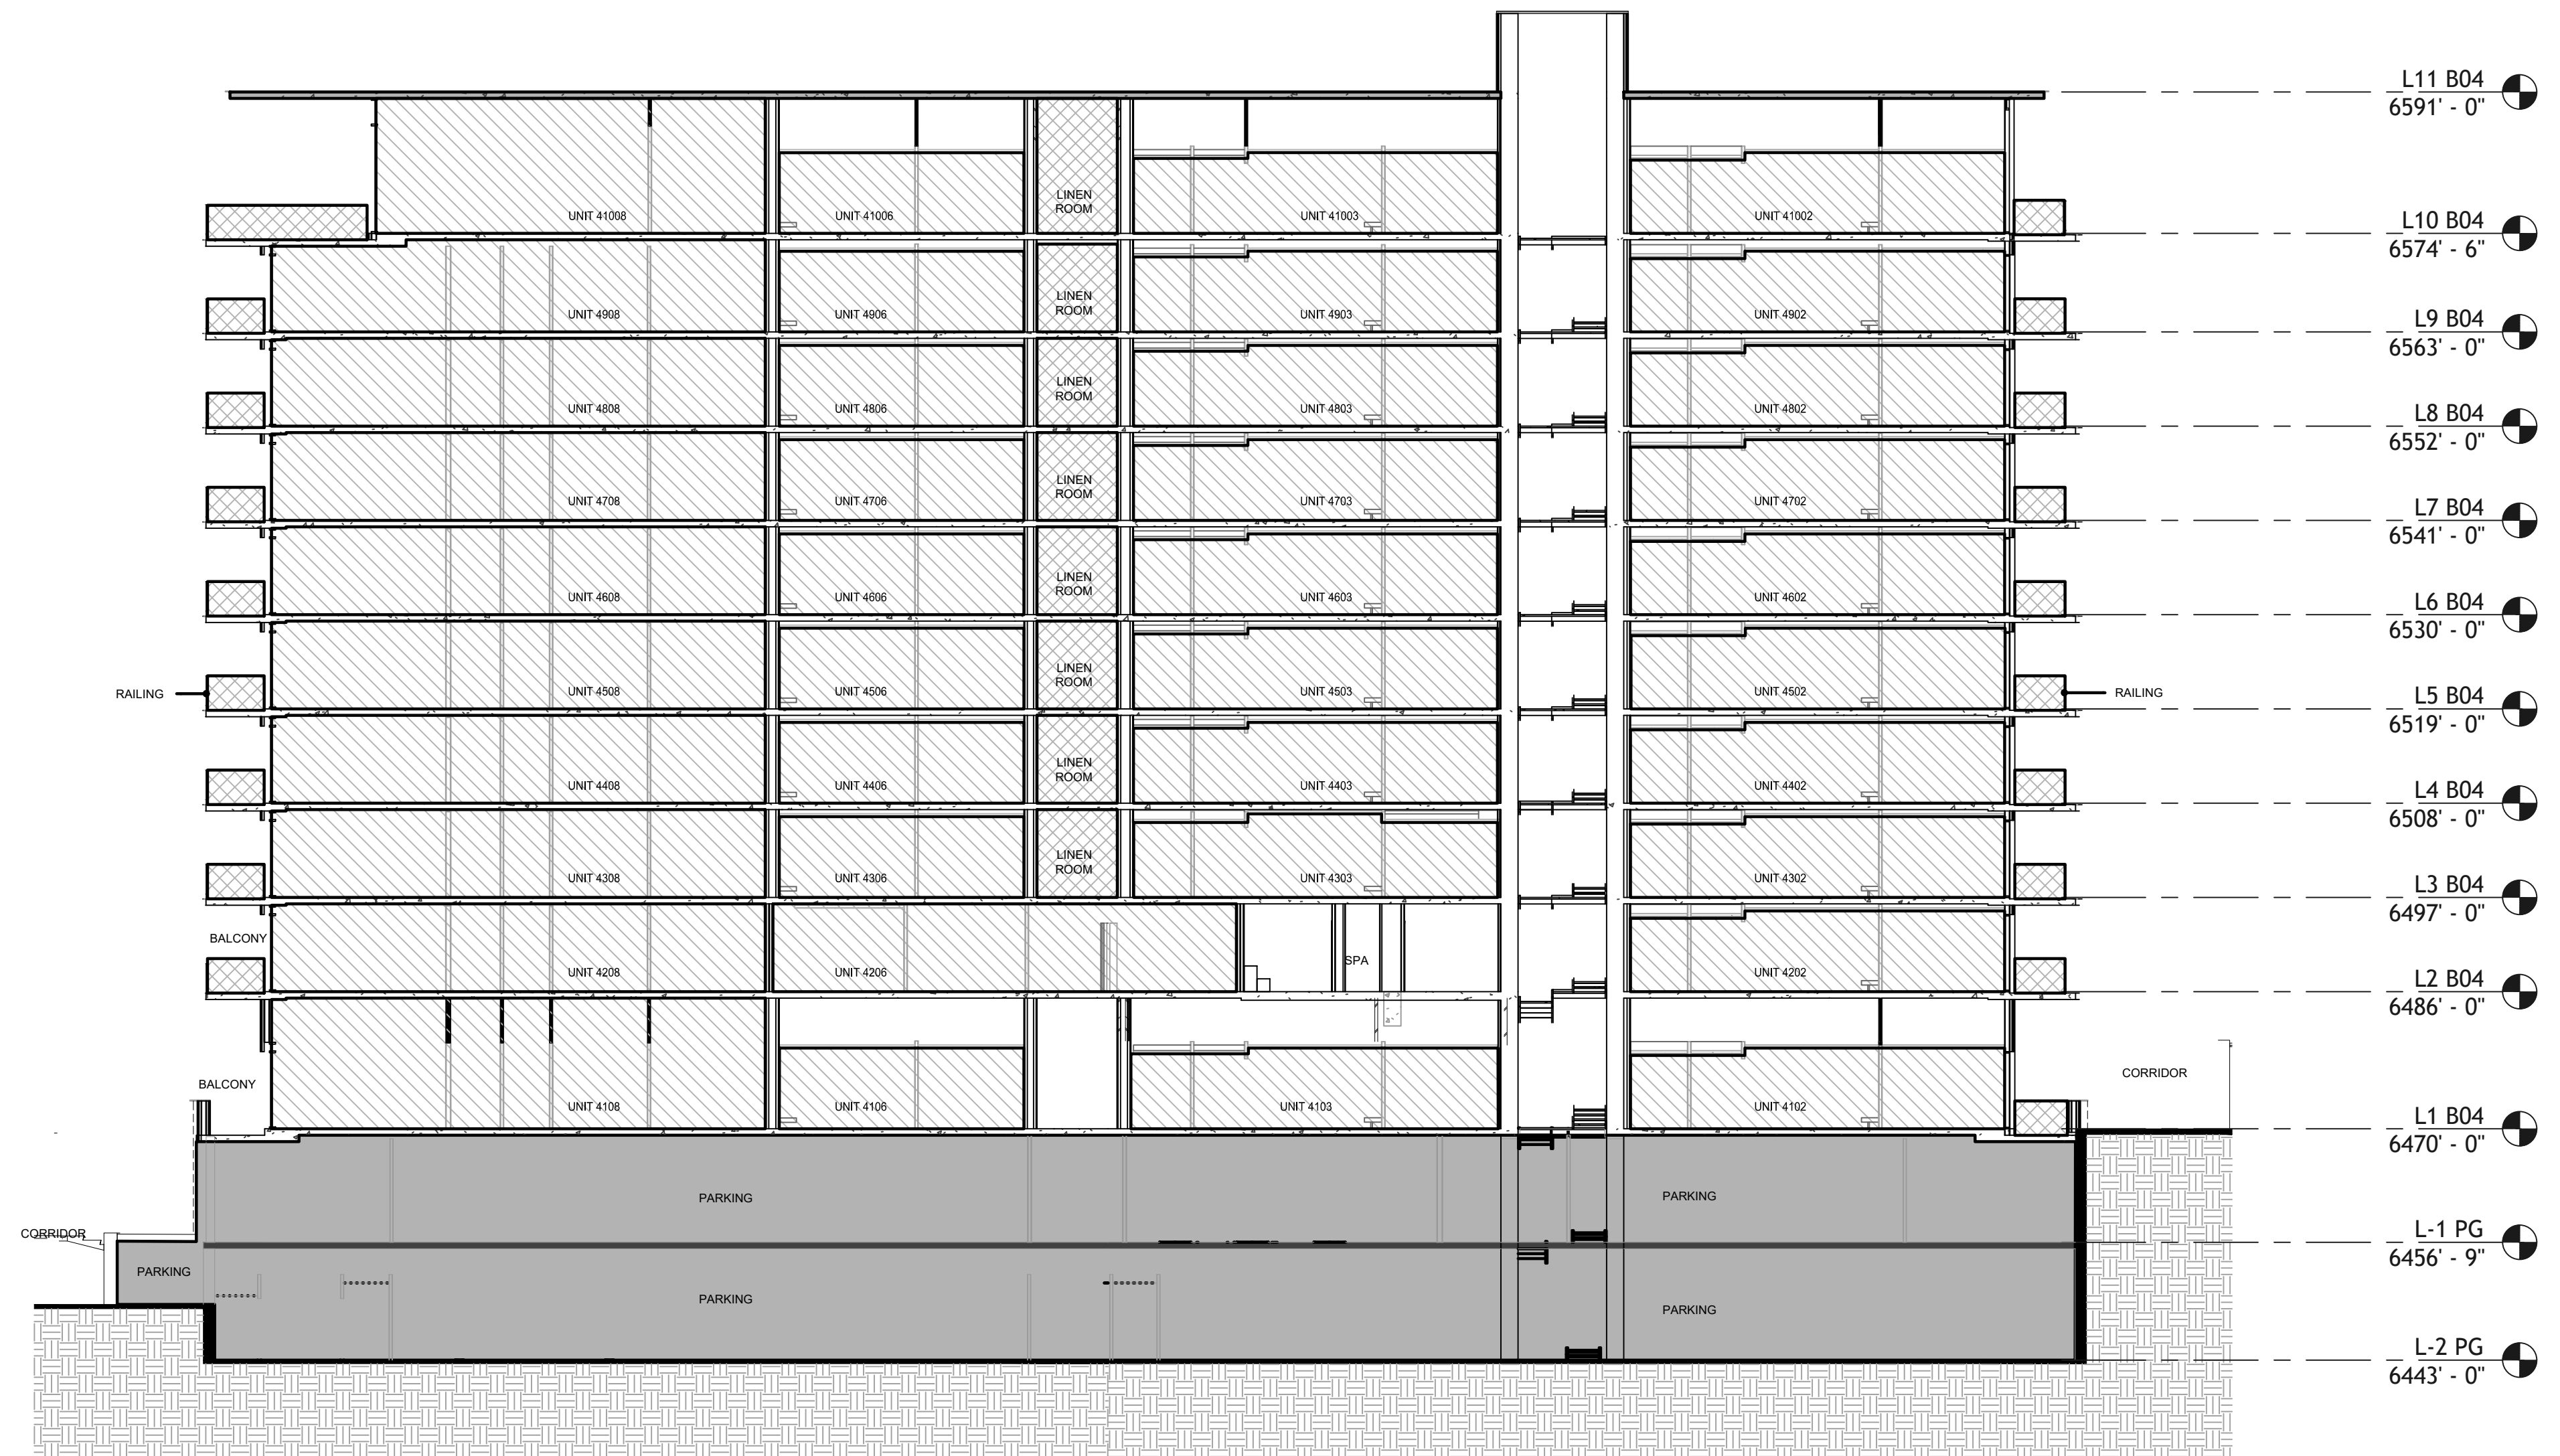 L11 B04
6591' - 0"
UNIT 41008
UNIT 41006
LINEN
ROOM
UNIT 41003
UNIT 41002
L10 B04
6574' - 6"
UNIT 4908
UNIT 4906
LINEN
ROOM
UNIT 4903
UNIT 4902
L9 B04
6563' - 0"
UNIT 4808
UNIT 4806
LINEN
ROOM
UNIT 4803
UNIT 4802
L8 B04
6552' - 0"
UNIT 4708
UNIT 4706
LINEN
ROOM
UNIT 4703
UNIT 4702
L7 B04
6541' - 0"
UNIT 4608
UNIT 4606
LINEN
ROOM
UNIT 4603
UNIT 4602
L6 B04
6530' - 0"
RAILING
UNIT 4508
UNIT 4506
LINEN
ROOM
UNIT 4503
UNIT 4502
RAILING
L5 B04
6519' - 0"
UNIT 4408
UNIT 4406
LINEN
ROOM
UNIT 4403
UNIT 4402
L4 B04
6508' - 0"
UNIT 4308
UNIT 4306
LINEN
ROOM
UNIT 4303
UNIT 4302
L3 B04
6497' - 0"
BALCONY
UNIT 4208
UNIT 4206
SPA
UNIT 4202
L2 B04
6486' - 0"
BALCONY
UNIT 4108
UNIT 4106
UNIT 4103
UNIT 4102
CORRIDOR
L1 B04
6470' - 0"
PARKING
PARKING
CORRIDOR
L-1 PG
6456' - 9"
PARKING
PARKING
PARKING
L-2 PG
6443' - 0"